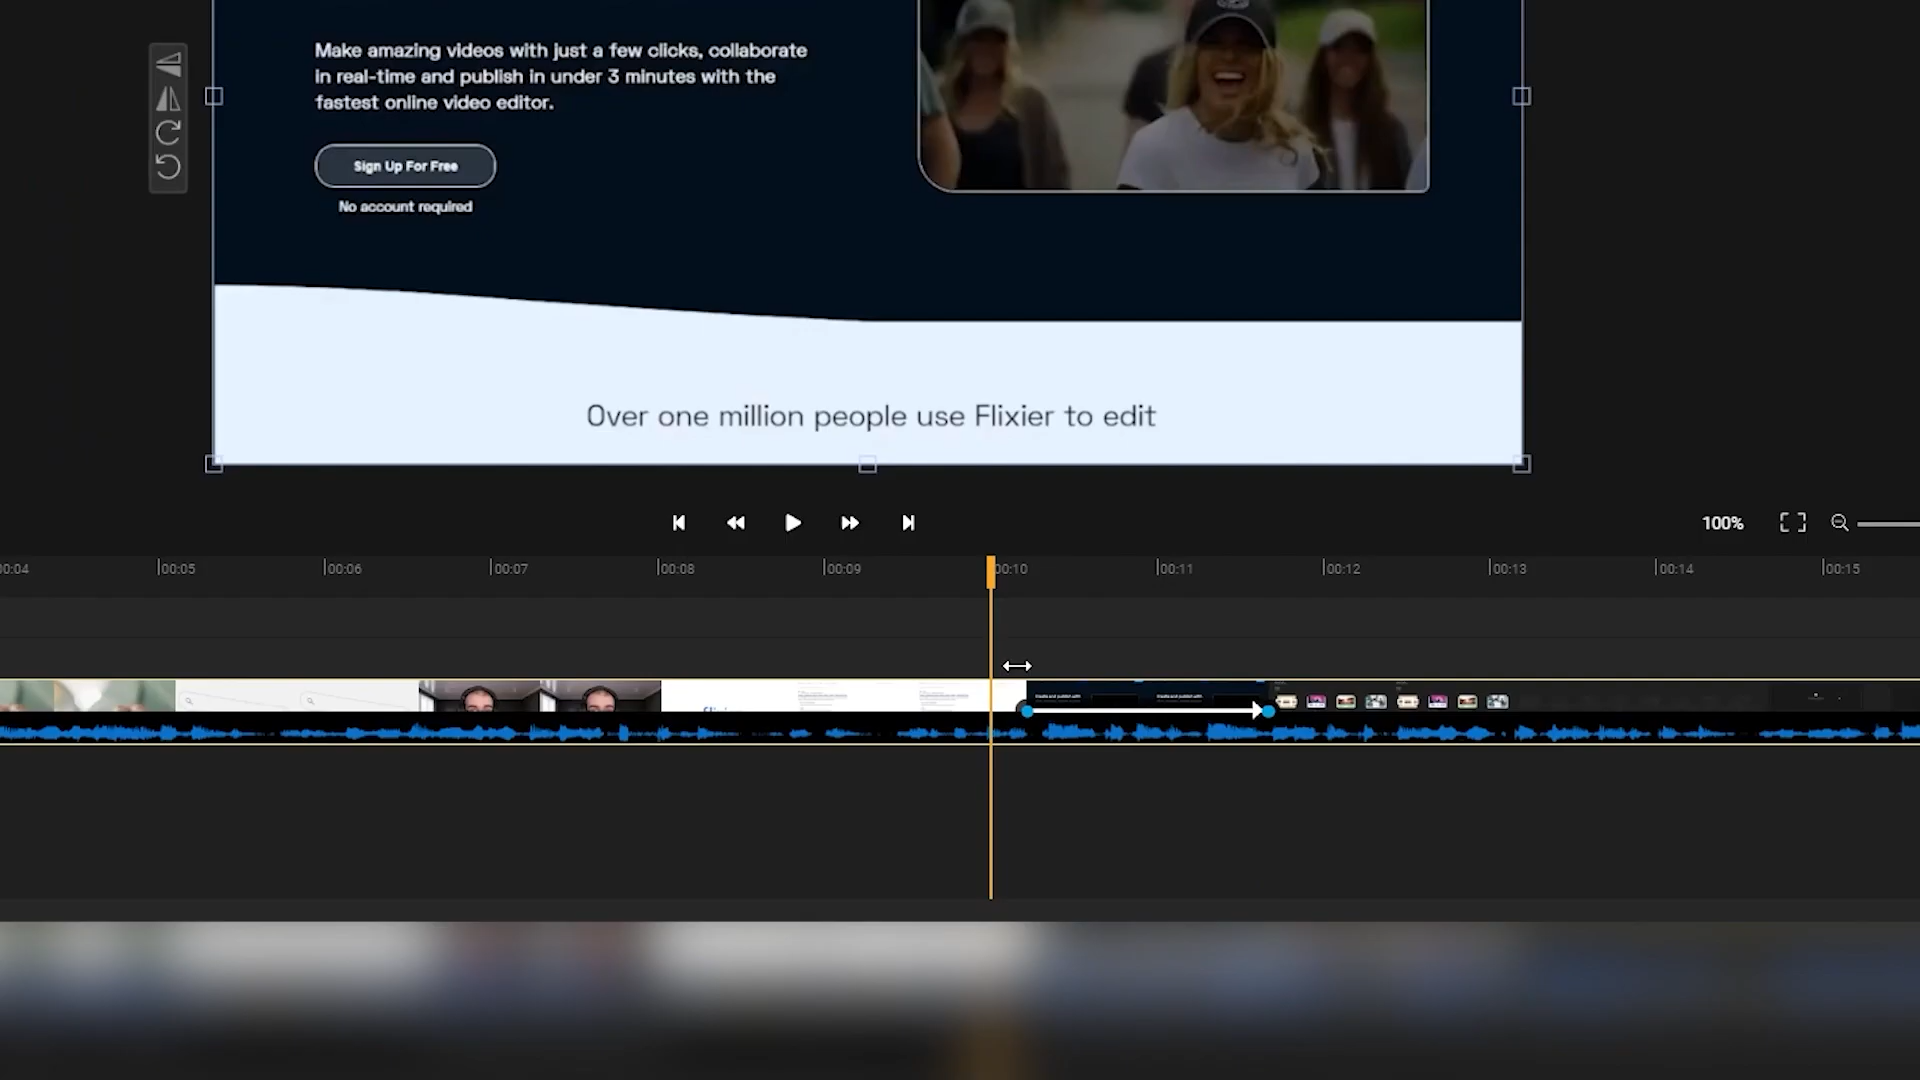 Make amazing videos with just a few clicks, collaborate
in real-time and publish in under 3 minutes with the
fastest online video editor.
Sign Up For Free
No account required
Over one million people use Flixier to edit
100%
00:04
00:05
00:06
00:07
00:08
00:09
00:10
00:11
00:12
00:13
00:14
00:15